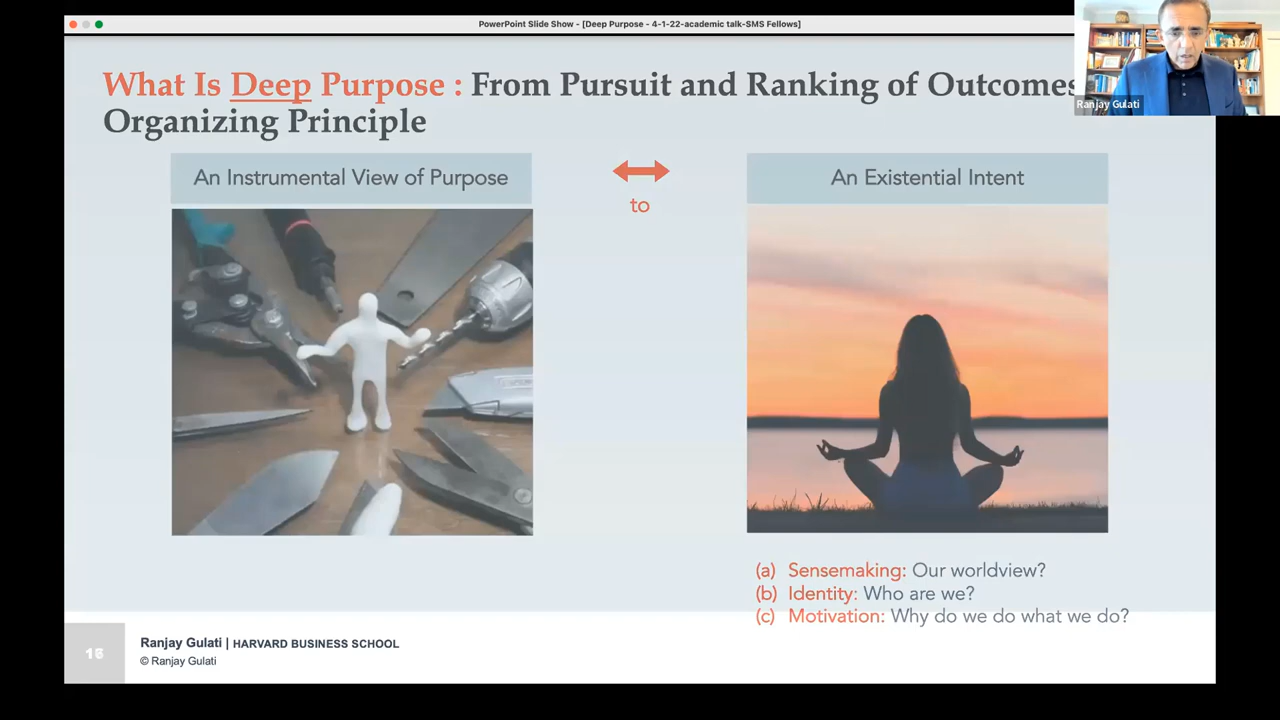 PowerPoint Slide Show - [Deep Purpose - 4-1-22-academic talk-SMS Fellows]
What Is Deep Purpose : From Pursuit and Ranking of Outcomes
Organizing Principle
Ranjay Gulati
An Instrumental View of Purpose
to
An Existential Intent
(a) Sensemaking: Our worldview?
(b) Identity: Who are we?
(c) Motivation: Why do we do what we do?
Ranjay Gulati | HARVARD BUSINESS SCHOOL
© Ranjay Gulati